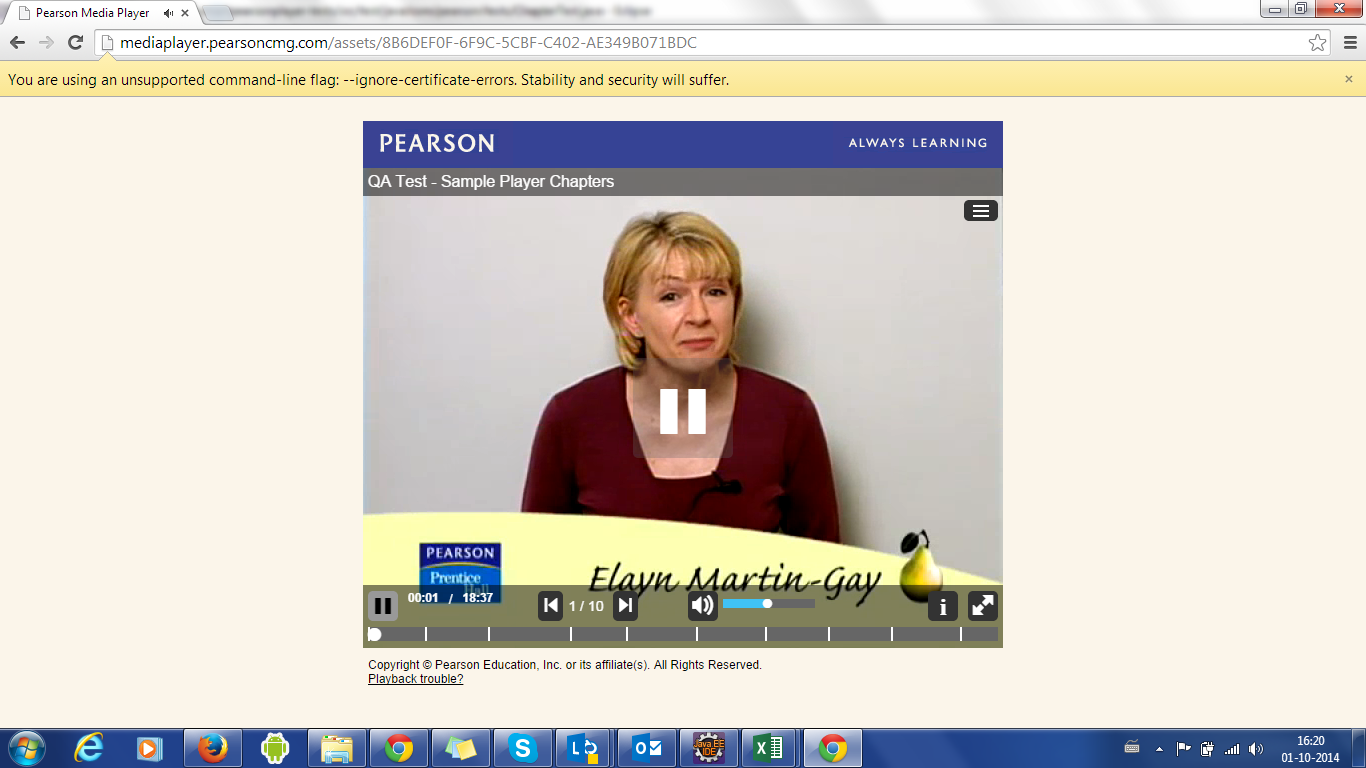 Pearson Media Player
mediaplayer.pearsoncmg.com/assets/8B6DEF0F-6F9C-5CBF-C402-AE349B071BDC
You are using an unsupported command-line flag: --ignore-certificate-errors. Stability and security will suffer.
PEARSON ALWAYS LEARNING
QA Test - Sample Player Chapters
PEARSON
Prentice
Hall
Elayn Martin-Gay
00:01 / 18:37 1 / 10
Copyright © Pearson Education, Inc. or its affiliate(s). All Rights Reserved.
Playback trouble?
Java EE
IDE
16:20
01-10-2014